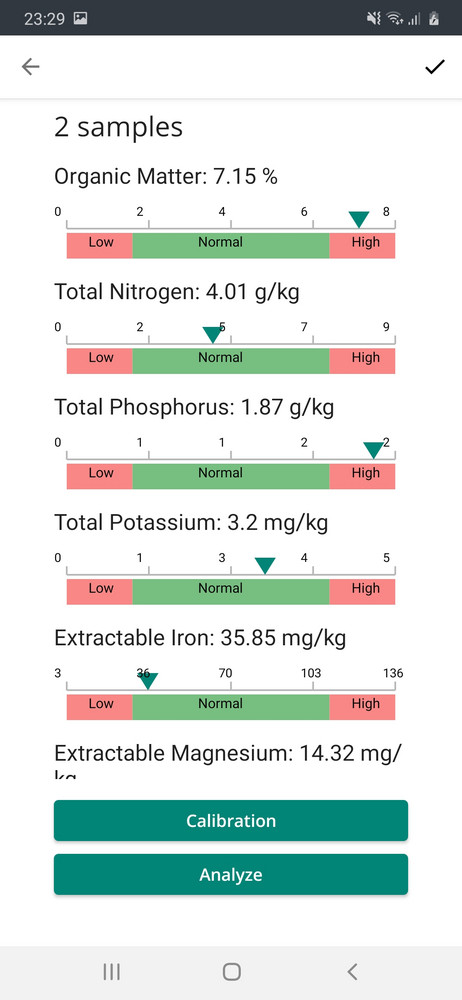 23:29
2 samples
Organic Matter: 7.15 %
0 2 4 6 8
Low Normal High
Total Nitrogen: 4.01 g/kg
0 2 5 7 9
Low Normal High
Total Phosphorus: 1.87 g/kg
0 1 1 2 2
Low Normal High
Total Potassium: 3.2 mg/kg
0 1 3 4 5
Low Normal High
Extractable Iron: 35.85 mg/kg
3 36 70 103 136
Low Normal High
Extractable Magnesium: 14.32 mg/
kg
Calibration
Analyze